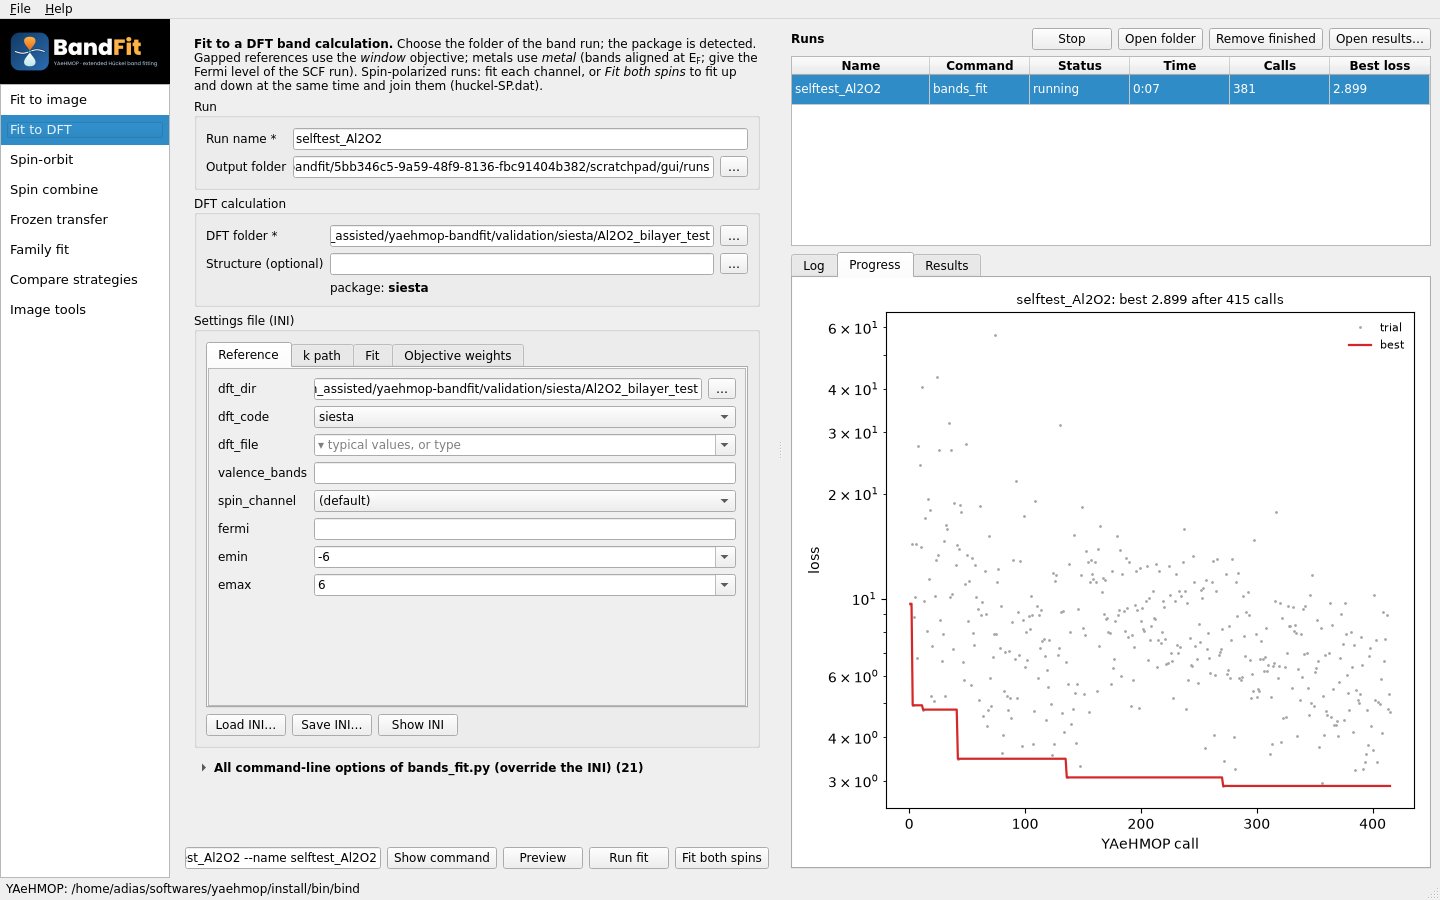 File Help
BandFit
YAeHMOP · extended Hückel band fitting
Fit to image
Fit to DFT
Spin-orbit
Spin combine
Frozen transfer
Family fit
Compare strategies
Image tools
Fit to a DFT band calculation. Choose the folder of the band run; the package is detected.
Gapped references use the window objective; metals use metal (bands aligned at EF; give the
Fermi level of the SCF run). Spin-polarized runs: fit each channel, or Fit both spins to fit up
and down at the same time and join them (huckel-SP.dat).
Run
Run name * selftest_Al2O2
Output folder andfit/5bb346c5-9a59-48f9-8136-fbc91404b382/scratchpad/gui/runs ...
DFT calculation
DFT folder * _assisted/yaehmop-bandfit/validation/siesta/Al2O2_bilayer_test ...
Structure (optional) ...
package: siesta
Settings file (INI)
Reference k path Fit Objective weights
dft_dir _assisted/yaehmop-bandfit/validation/siesta/Al2O2_bilayer_test ...
dft_code siesta
dft_file ▾ typical values, or type
valence_bands
spin_channel (default)
fermi
emin -6
emax 6
Load INI... Save INI... Show INI
All command-line options of bands_fit.py (override the INI) (21)
st_Al2O2 --name selftest_Al2O2 Show command Preview Run fit Fit both spins
YAeHMOP: /home/adias/softwares/yaehmop/install/bin/bind
Runs Stop Open folder Remove finished Open results...
Name Command Status Time Calls Best loss
selftest_Al2O2 bands_fit running 0:07 381 2.899
Log Progress Results
selftest_Al2O2: best 2.899 after 415 calls
trial
best
6 × 10¹
4 × 10¹
3 × 10¹
2 × 10¹
10¹
6 × 10⁰
4 × 10⁰
3 × 10⁰
loss
0 100 200 300 400
YAeHMOP call